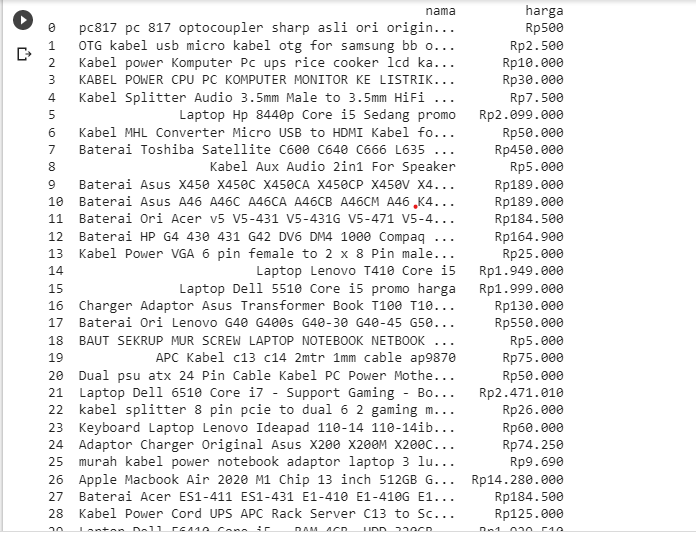 nama harga
0 pc817 pc 817 optocoupler sharp asli ori origin... Rp500
1 OTG kabel usb micro kabel otg for samsung bb o... Rp2.500
2 Kabel power Komputer Pc ups rice cooker lcd ka... Rp10.000
3 KABEL POWER CPU PC KOMPUTER MONITOR KE LISTRIK... Rp30.000
4 Kabel Splitter Audio 3.5mm Male to 3.5mm HiFi ... Rp7.500
5 Laptop Hp 8440p Core i5 Sedang promo Rp2.099.000
6 Kabel MHL Converter Micro USB to HDMI Kabel fo... Rp50.000
7 Baterai Toshiba Satellite C600 C640 C666 L635 ... Rp450.000
8 Kabel Aux Audio 2in1 For Speaker Rp5.000
9 Baterai Asus X450 X450C X450CA X450CP X450V X4... Rp189.000
10 Baterai Asus A46 A46C A46CA A46CB A46CM A46 K4... Rp189.000
11 Baterai Ori Acer v5 V5-431 V5-431G V5-471 V5-4... Rp184.500
12 Baterai HP G4 430 431 G42 DV6 DM4 1000 Compaq ... Rp164.900
13 Kabel Power VGA 6 pin female to 2 x 8 Pin male... Rp25.000
14 Laptop Lenovo T410 Core i5 Rp1.949.000
15 Laptop Dell 5510 Core i5 promo harga Rp1.999.000
16 Charger Adaptor Asus Transformer Book T100 T10... Rp130.000
17 Baterai Ori Lenovo G40 G400s G40-30 G40-45 G50... Rp550.000
18 BAUT SEKRUP MUR SCREW LAPTOP NOTEBOOK NETBOOK ... Rp5.000
19 APC Kabel c13 c14 2mtr 1mm cable ap9870 Rp75.000
20 Dual psu atx 24 Pin Cable Kabel PC Power Mothe... Rp50.000
21 Laptop Dell 6510 Core i7 - Support Gaming - Bo... Rp2.471.010
22 kabel splitter 8 pin pcie to dual 6 2 gaming m... Rp26.000
23 Keyboard Laptop Lenovo Ideapad 110-14 110-14ib... Rp60.000
24 Adaptor Charger Original Asus X200 X200M X200C... Rp74.250
25 murah kabel power notebook adaptor laptop 3 lu... Rp9.690
26 Apple Macbook Air 2020 M1 Chip 13 inch 512GB G... Rp14.280.000
27 Baterai Acer ES1-411 ES1-431 E1-410 E1-410G E1... Rp184.500
28 Kabel Power Cord UPS APC Rack Server C13 to Sc... Rp125.000
29 Laptop Dell E6410 Core i5 - RAM 4GB - HDD 320GB... Rp1.920.510